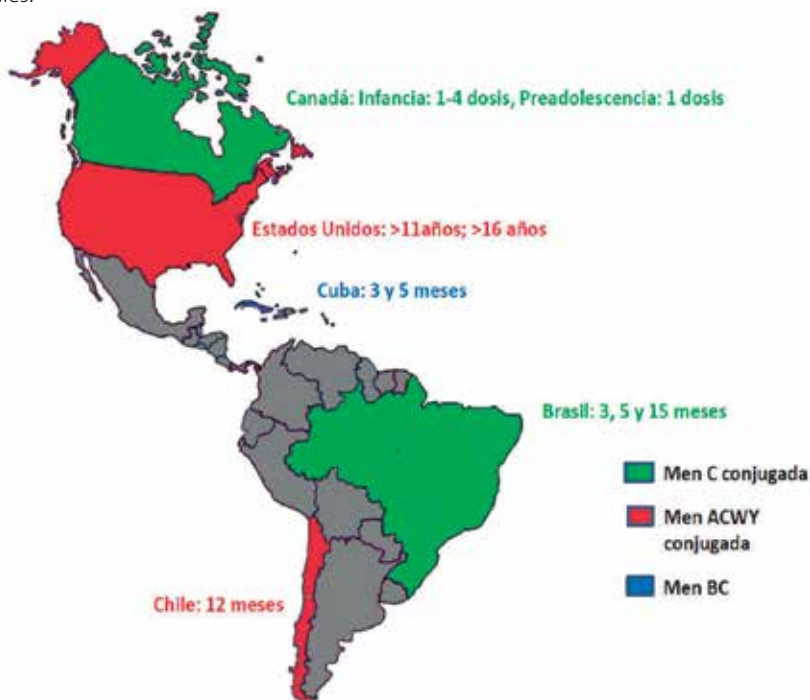 Canadá: Infancia: 1-4 dosis, Preadolescencia: 1 dosis
Estados Unidos: >11años; >16 años
Cuba: 3 y 5 meses
Brasil: 3, 5 y 15 meses
Men C conjugada
Men ACWY
conjugada
Men BC
Chile: 12 meses